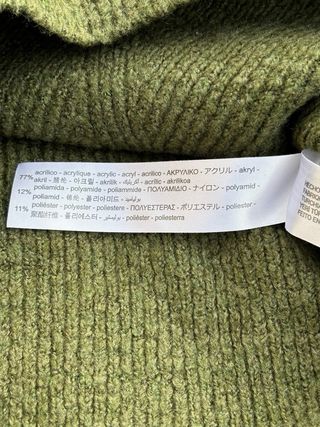 77% acrilico - acrylique - acrylic - acryl - acrílico - ΑΚΡΥΛΙΚΟ - アクリル - akryl -
akril - 腈纶 - 아크릴 - akrilik - أكريليك - acrílic - akrilikoa
12% poliamida - polyamide - poliammide - ΠΟΛΥΑΜΙΔΙΟ - ナイロン - polyamid -
poliamid - 锦纶 - 폴리아미드 - بولياميد
11% poliéster - polyester - poliestere - ΠΟΛΥΕΣΤΕΡΑΣ - ポリエステル - poliester -
聚酯纤维 - 폴리에스터 - بوليستير - polièster - poliesterra